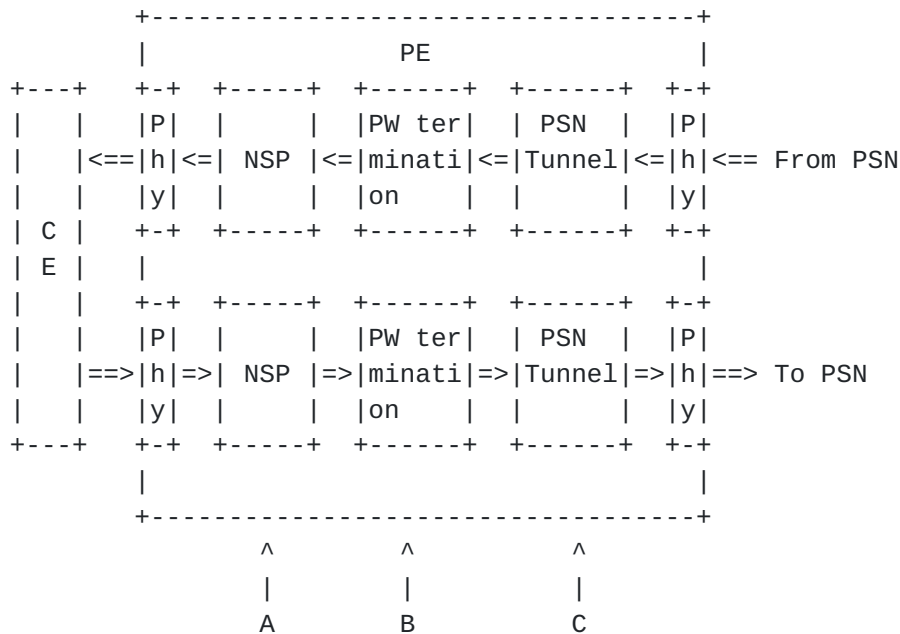 +-----------------------------------+
        |                PE                 |
+---+   +-+  +-----+  +------+  +------+  +-+
|   |   |P|  |     |  |PW ter|  | PSN  |  |P|
|   |<==|h|<=| NSP |<=|minati|<=|Tunnel|<=|h|<== From PSN
|   |   |y|  |     |  |on    |  |      |  |y|
| C |   +-+  +-----+  +------+  +------+  +-+
| E |   |                                   |
|   |   +-+  +-----+  +------+  +------+  +-+
|   |   |P|  |     |  |PW ter|  | PSN  |  |P|
|   |==>|h|=>| NSP |=>|minati|=>|Tunnel|=>|h|==> To PSN
|   |   |y|  |     |  |on    |  |      |  |y|
+---+   +-+  +-----+  +------+  +------+  +-+
        |                                   |
        +-----------------------------------+
                ^        ^          ^
                |        |          |
                A        B          C